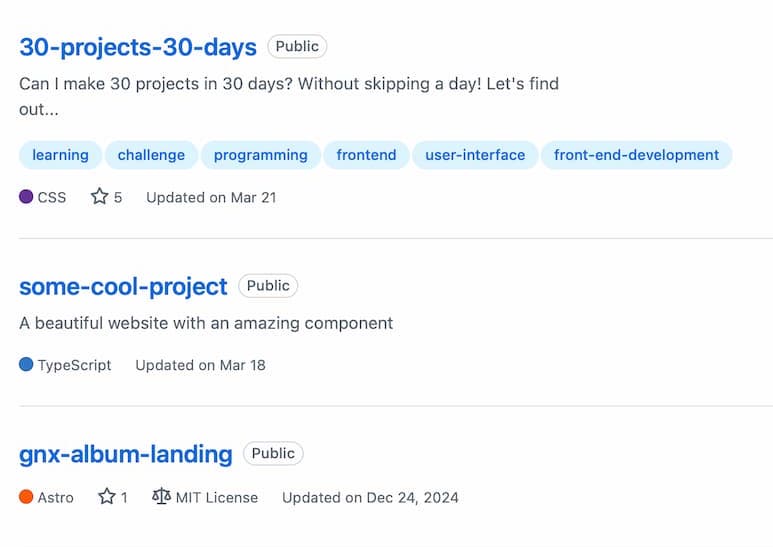 30-projects-30-days Public
Can I make 30 projects in 30 days? Without skipping a day! Let's find
out...
learning challenge programming frontend user-interface front-end-development
CSS 5 Updated on Mar 21
some-cool-project Public
A beautiful website with an amazing component
TypeScript Updated on Mar 18
gnx-album-landing Public
Astro 1 MIT License Updated on Dec 24, 2024